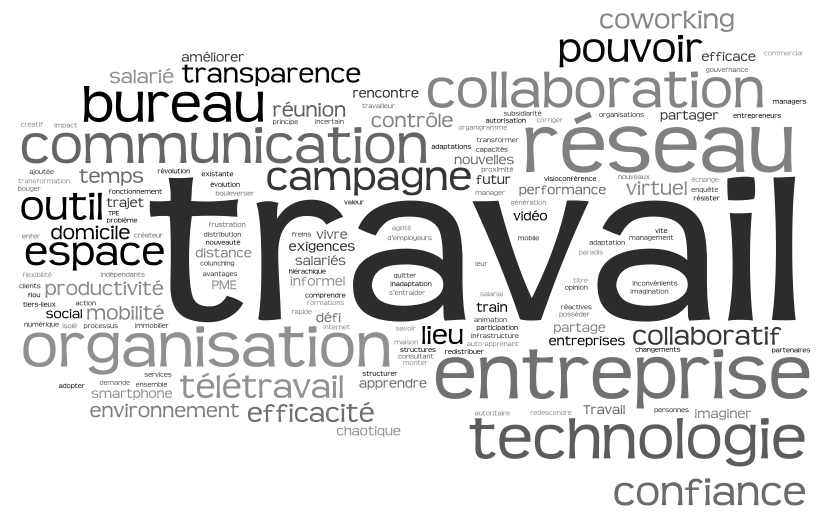 coworking
pouvoir efficace commercial
améliorer
gouvernance
salarié transparence collaboration
bureau rencontre managers
réunion travailleur
contrôle subsidiarité
autorisation corriger organisations partager entrepreneurs
créatif impact principe incertain organigramme
communication adaptations transformer réseau
capacités
nouvelles proximité
ajoutée temps révolution existante campagne futur visioconférence nouveaux échange
transformation évolution performance virtuel enquête
bouger fonctionnement bouleverser manager résister
outil trajet travail valeur génération
TPE vidéo
problème
domicile frustration freins vivre agilité mobile vite
enfer créateur distribution d'employeurs adaptation management
espace nouveauté exigences paradis
distance
colunching salariés leur
flexibilité indépendants avantages hiérachique quitter titre
clients productivité PME informel inadaptation opinion inconvénients
flou comprendre s'entraider imagination
tiers-lieux action formations salarial
social mobilité rapide train réactives
défi posséder
numérique isolé processus immobilier internet savoir animation
organisation lieu participation partage
maison infrastructure entreprises collaboratif
structures auto-apprenant
consultant redistribuer changements partenaires
monter
services structurer entreprise
adopter demande ensemble télétravail apprendre
smartphone
environnement efficacité autoritaire redescendre Travail personnes imaginer
chaotique technologie
confiance